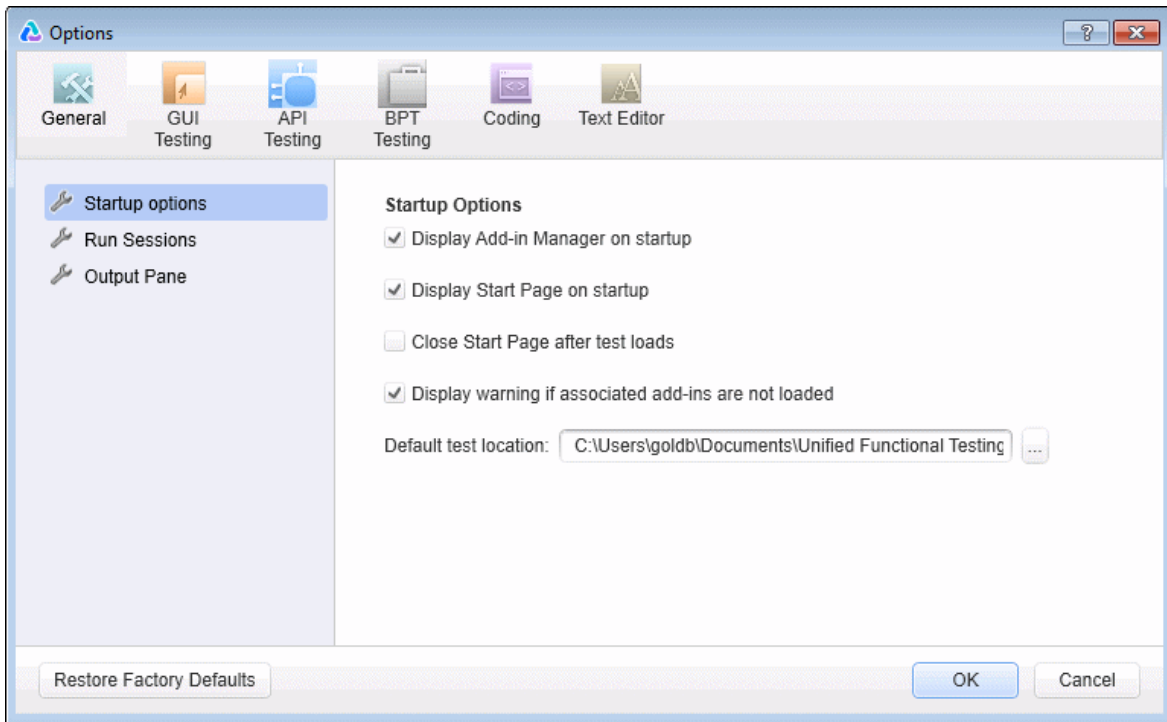 Options
General
GUI
Testing
API
Testing
BPT
Testing
Coding
Text Editor
Startup options
Run Sessions
Output Pane
Startup Options
Display Add-in Manager on startup
Display Start Page on startup
Close Start Page after test loads
Display warning if associated add-ins are not loaded
Default test location: C:\Users\goldb\Documents\Unified Functional Testing ...
Restore Factory Defaults
OK
Cancel